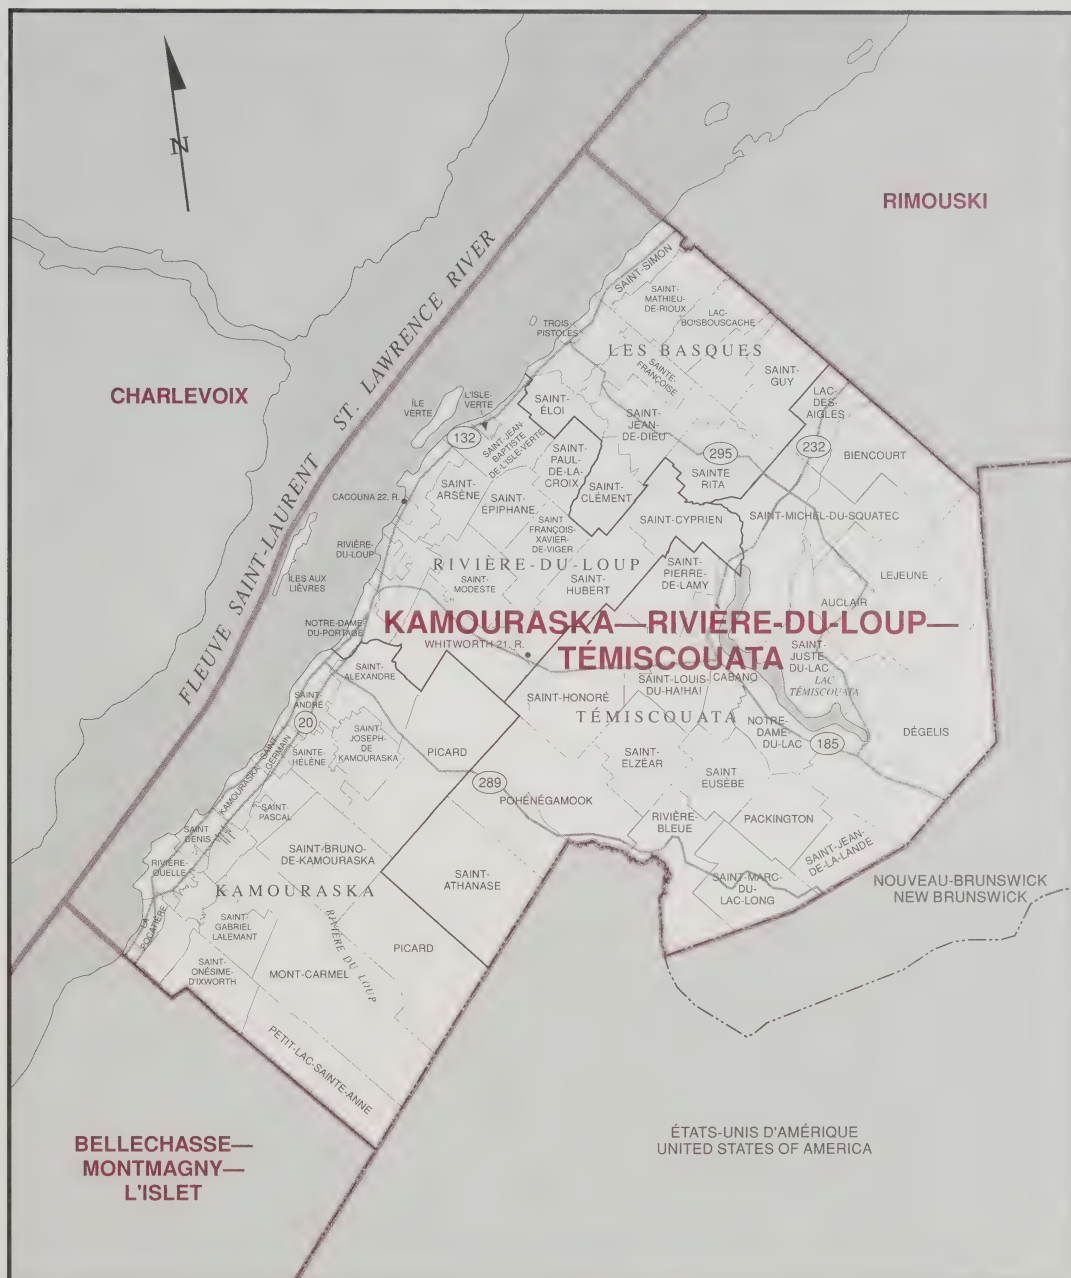 N
RIMOUSKI
CHARLEVOIX
FLEUVE SAINT-LAURENT
ST. LAWRENCE RIVER
SAINT-SIMON
SAINT-
MATHIEU-
DE-RIOUX
LAC-
BOISBOUSCACHE
TROIS-
PISTOLES
LES BASQUES
SAINTE-
FRANÇOISE
SAINT-
GUY
LAC-
DES-
AIGLES
ÎLE
VERTE
L'ISLE-
VERTE
SAINT-
ÉLOI
SAINT-
JEAN-
DE-DIEU
132
SAINT-JEAN-
BAPTISTE
DE-L'ISLE-VERTE
SAINT-
PAUL-
DE-LA-
CROIX
295
232
BIENCOURT
SAINT-
ARSÈNE
SAINT-
CLÉMENT
SAINTE
RITA
CACOUNA 22, R.
SAINT-
ÉPIPHANE
SAINT
FRANÇOIS-
XAVIER-
DE-VIGER
SAINT-CYPRIEN
SAINT-MICHEL-DU-SQUATEC
RIVIÈRE-
DU-LOUP
RIVIÈRE-DU-LOUP
ÎLES AUX
LIÈVRES
SAINT-
MODESTE
SAINT-
HUBERT
SAINT-
PIERRE-
DE-LAMY
LEJEUNE
AUCLAIR
NOTRE-DAME
DU-PORTAGE
KAMOURASKA—RIVIÈRE-DU-LOUP—
TÉMISCOUATA
WHITWORTH 21, R.
SAINT-
JUSTE-
DU-LAC
LAC
TÉMISCOUATA
SAINT-
ALEXANDRE
SAINT-LOUIS-
DU-HA!HA!
CABANO
SAINT-HONORÉ
TÉMISCOUATA
SAINT
ANDRÉ
20
SAINT-
JOSEPH-
DE-
KAMOURASKA
NOTRE-
DAME-
DU-LAC
185
DÉGELIS
SAINT-
GERMAIN
SAINTE-
HÉLÈNE
PICARD
SAINT-
ELZÉAR
SAINT
EUSÈBE
289
KAMOURASKA
SAINT-
PASCAL
POHÉNÉGAMOOK
RIVIÈRE-
BLEUE
PACKINGTON
SAINT
DENIS
SAINT-BRUNO-
DE-KAMOURASKA
SAINT-JEAN-
DE-LA-LANDE
RIVIÈRE-
OUELLE
SAINT-
ATHANASE
SAINT-MARC-
DU-
LAC-LONG
NOUVEAU-BRUNSWICK
NEW BRUNSWICK
KAMOURASKA
LA
POCATIÈRE
SAINT-
GABRIEL
LALEMANT
RIVIÈRE DU LOUP
PICARD
SAINT-
ONÉSIME-
D'IXWORTH
MONT-CARMEL
PETIT-LAC-SAINTE-ANNE
BELLECHASSE—
MONTMAGNY—
L'ISLET
ÉTATS-UNIS D'AMÉRIQUE
UNITED STATES OF AMERICA